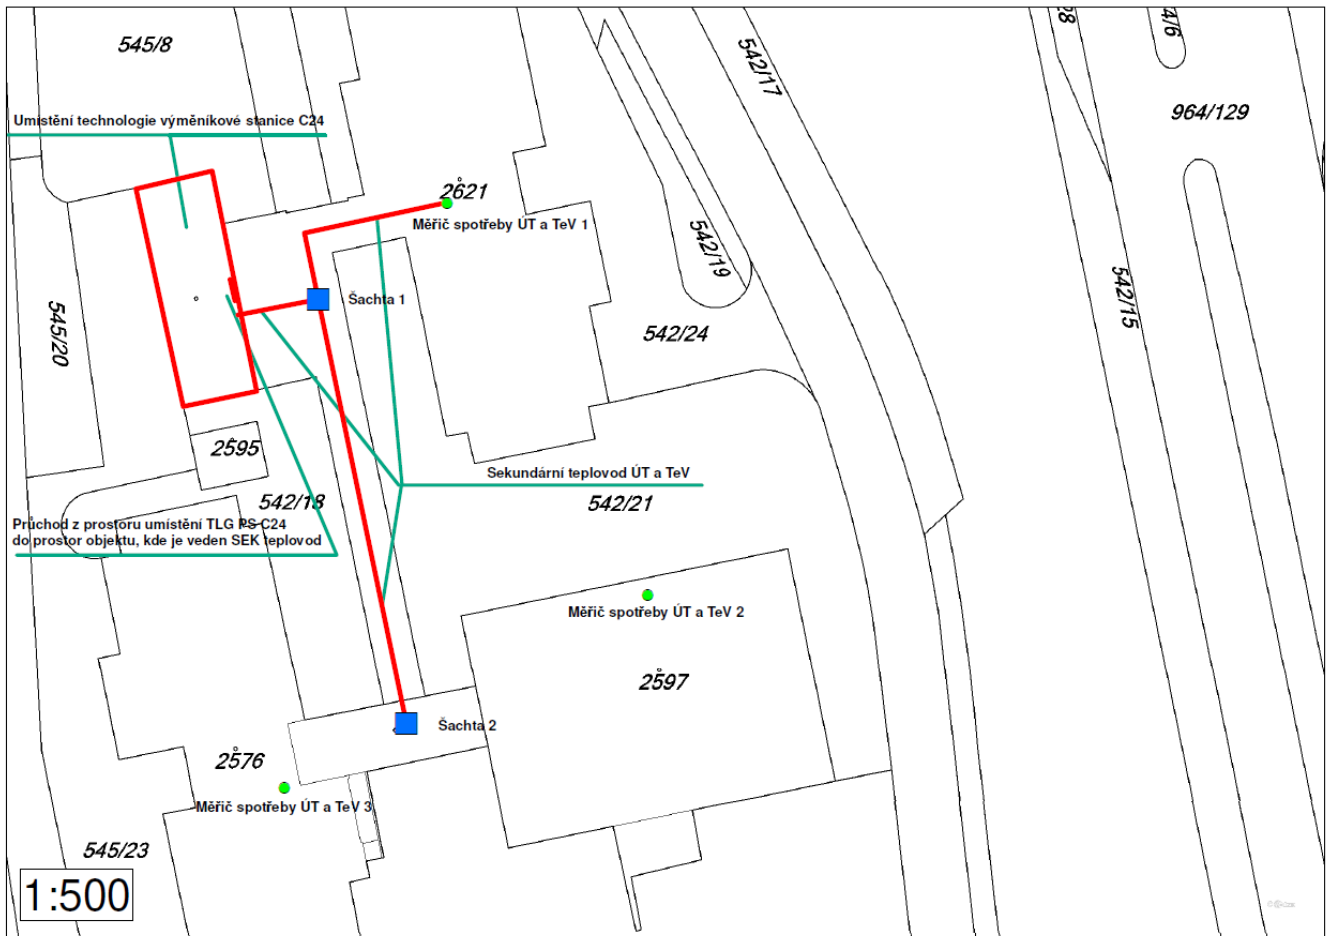 545/8
542/17
28
4/6
964/129
Umístění technologie výměníkové stanice C24
2621
Měřič spotřeby ÚT a TeV 1
542/19
Šachta 1
542/15
545/20
542/24
2595
Sekundární teplovod ÚT a TeV
542/18
542/21
Průchod z prostoru umístění TLG PS C24
do prostor objektu, kde je veden SEK teplovod
Měřič spotřeby ÚT a TeV 2
2597
Šachta 2
2576
Měřič spotřeby ÚT a TeV 3
545/23
1:500